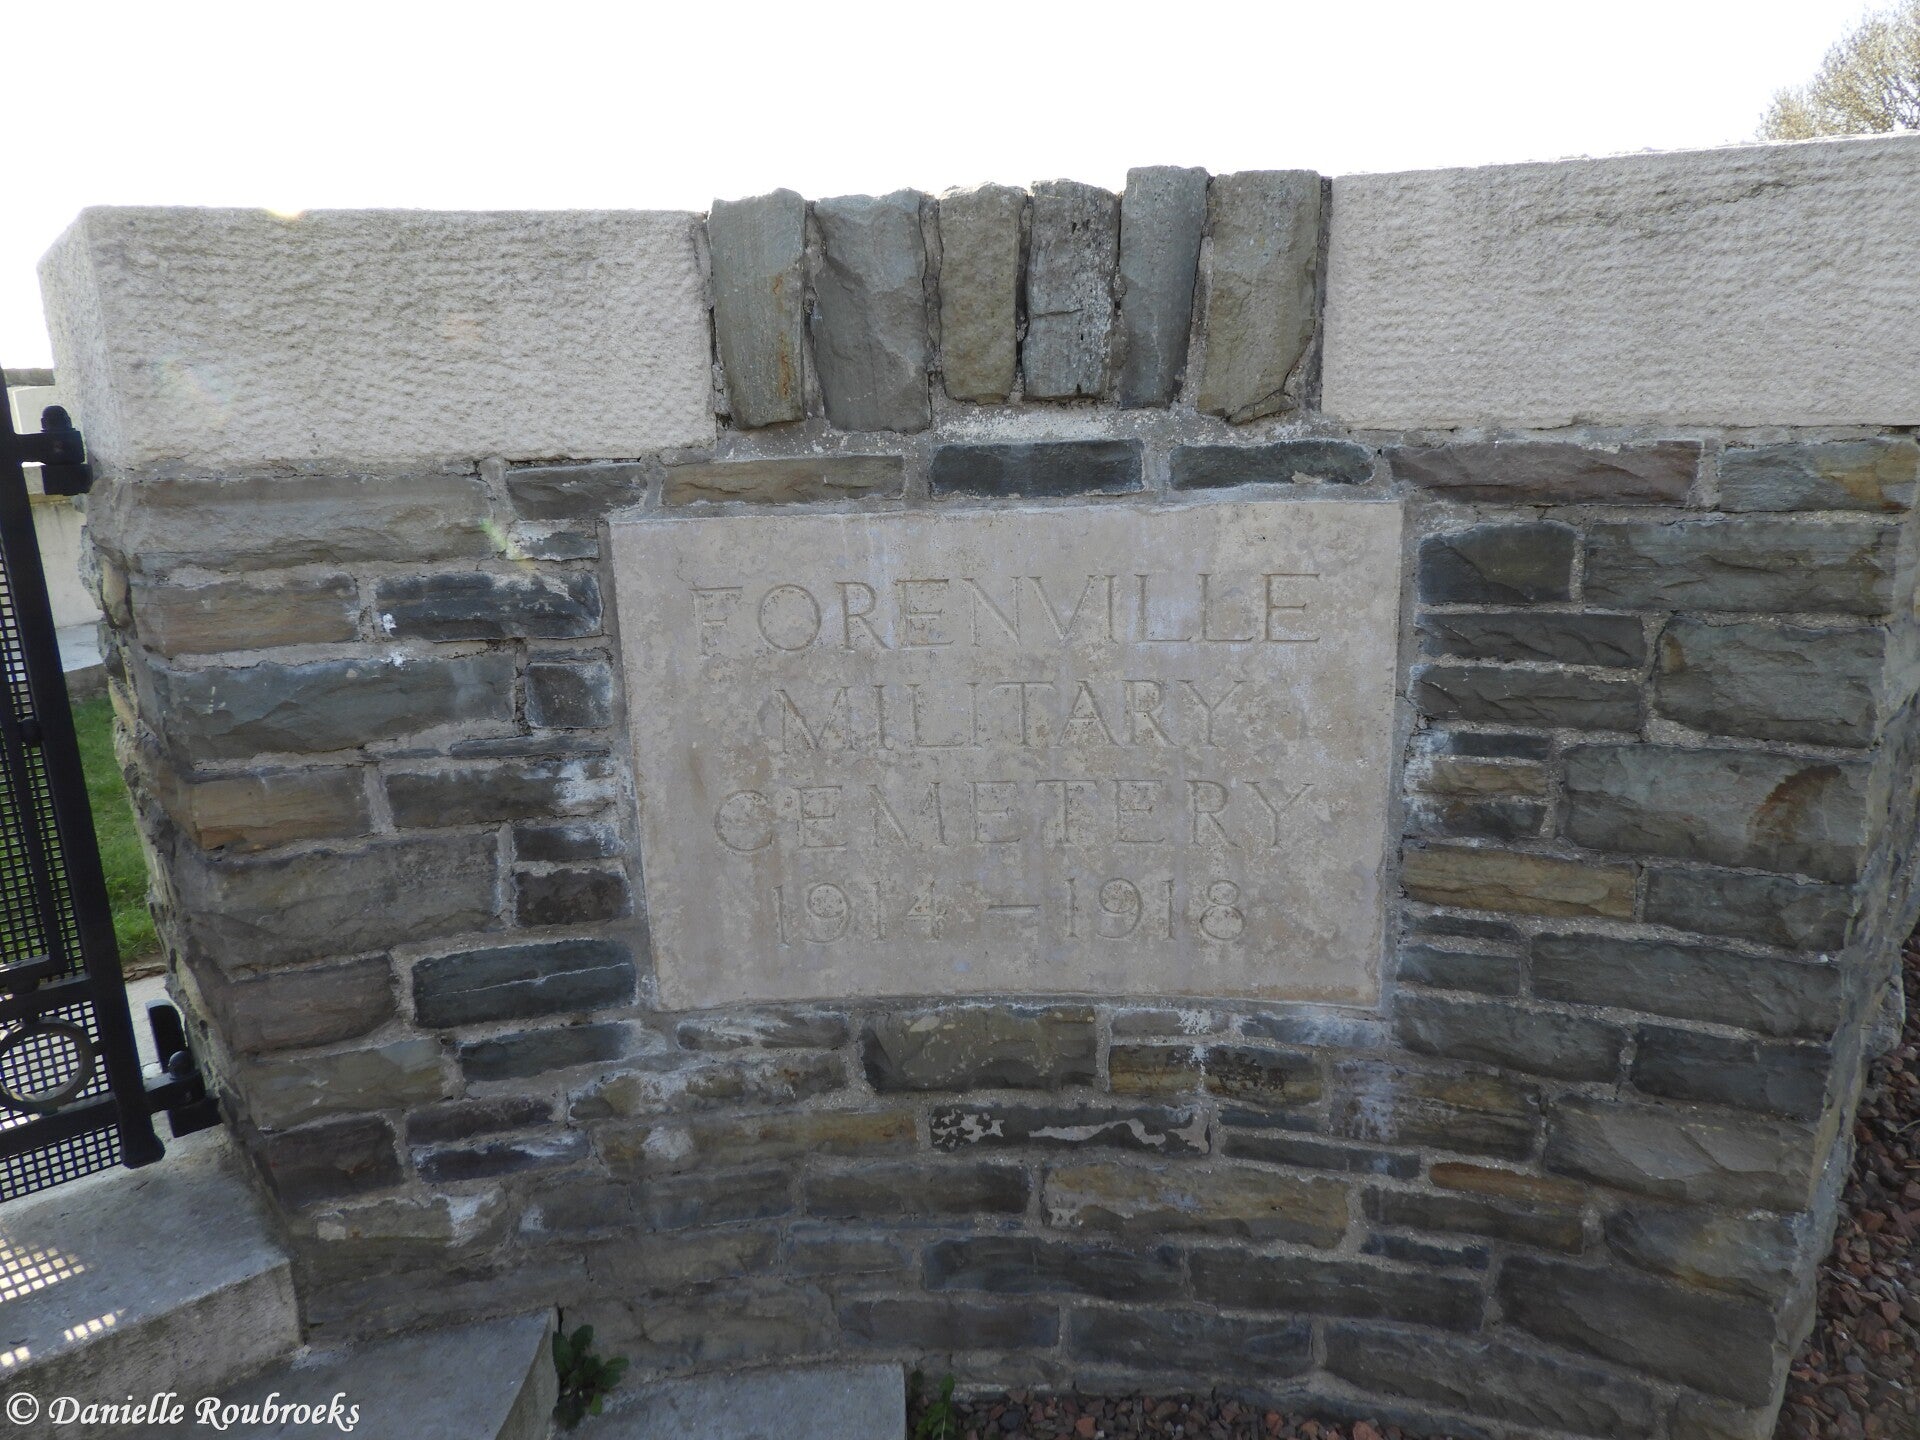 FORENVILLE
MILITARY
CEMETERY
1914 – 1918
© Danielle Roubroeks